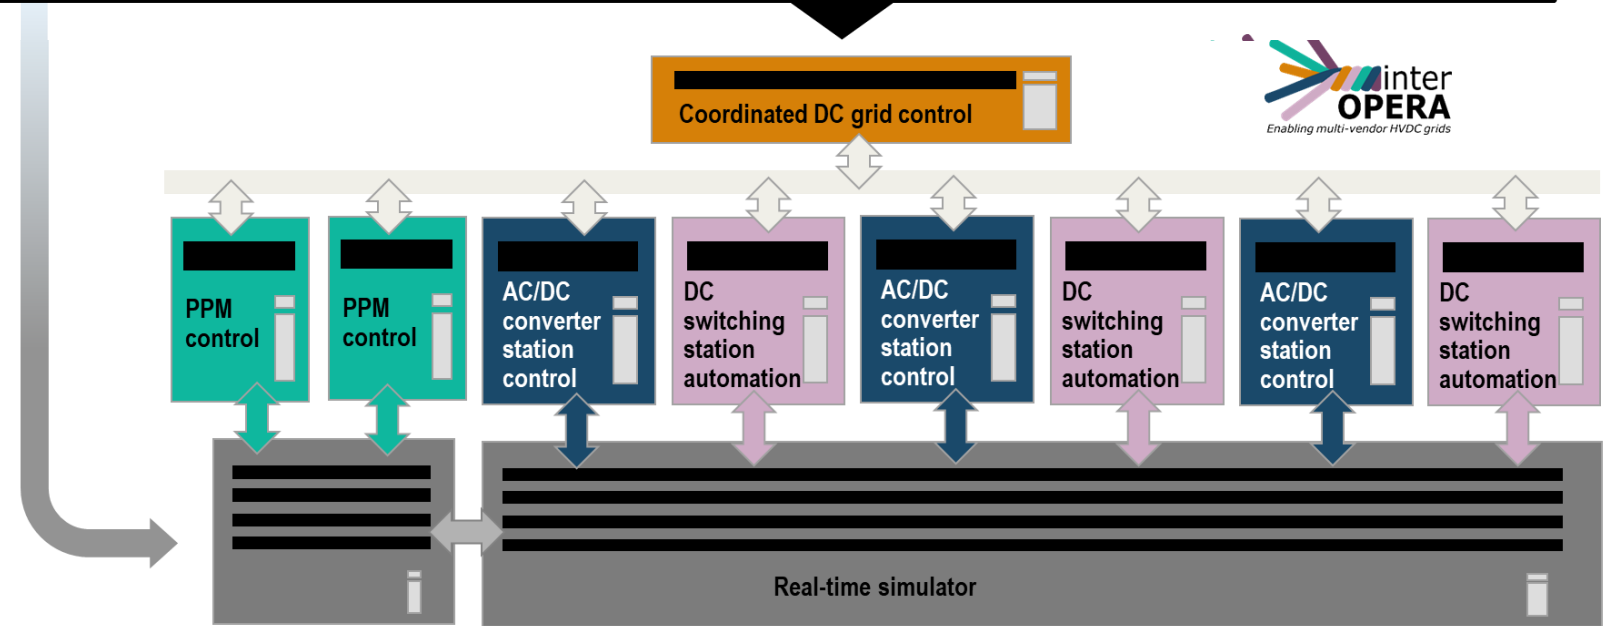 inter
OPERA
Enabling multi-vendor HVDC grids
Coordinated DC grid control
PPM
control
PPM
control
AC/DC
converter
station
control
DC
switching
station
automation
AC/DC
converter
station
control
DC
switching
station
automation
AC/DC
converter
station
control
DC
switching
station
automation
Real-time simulator